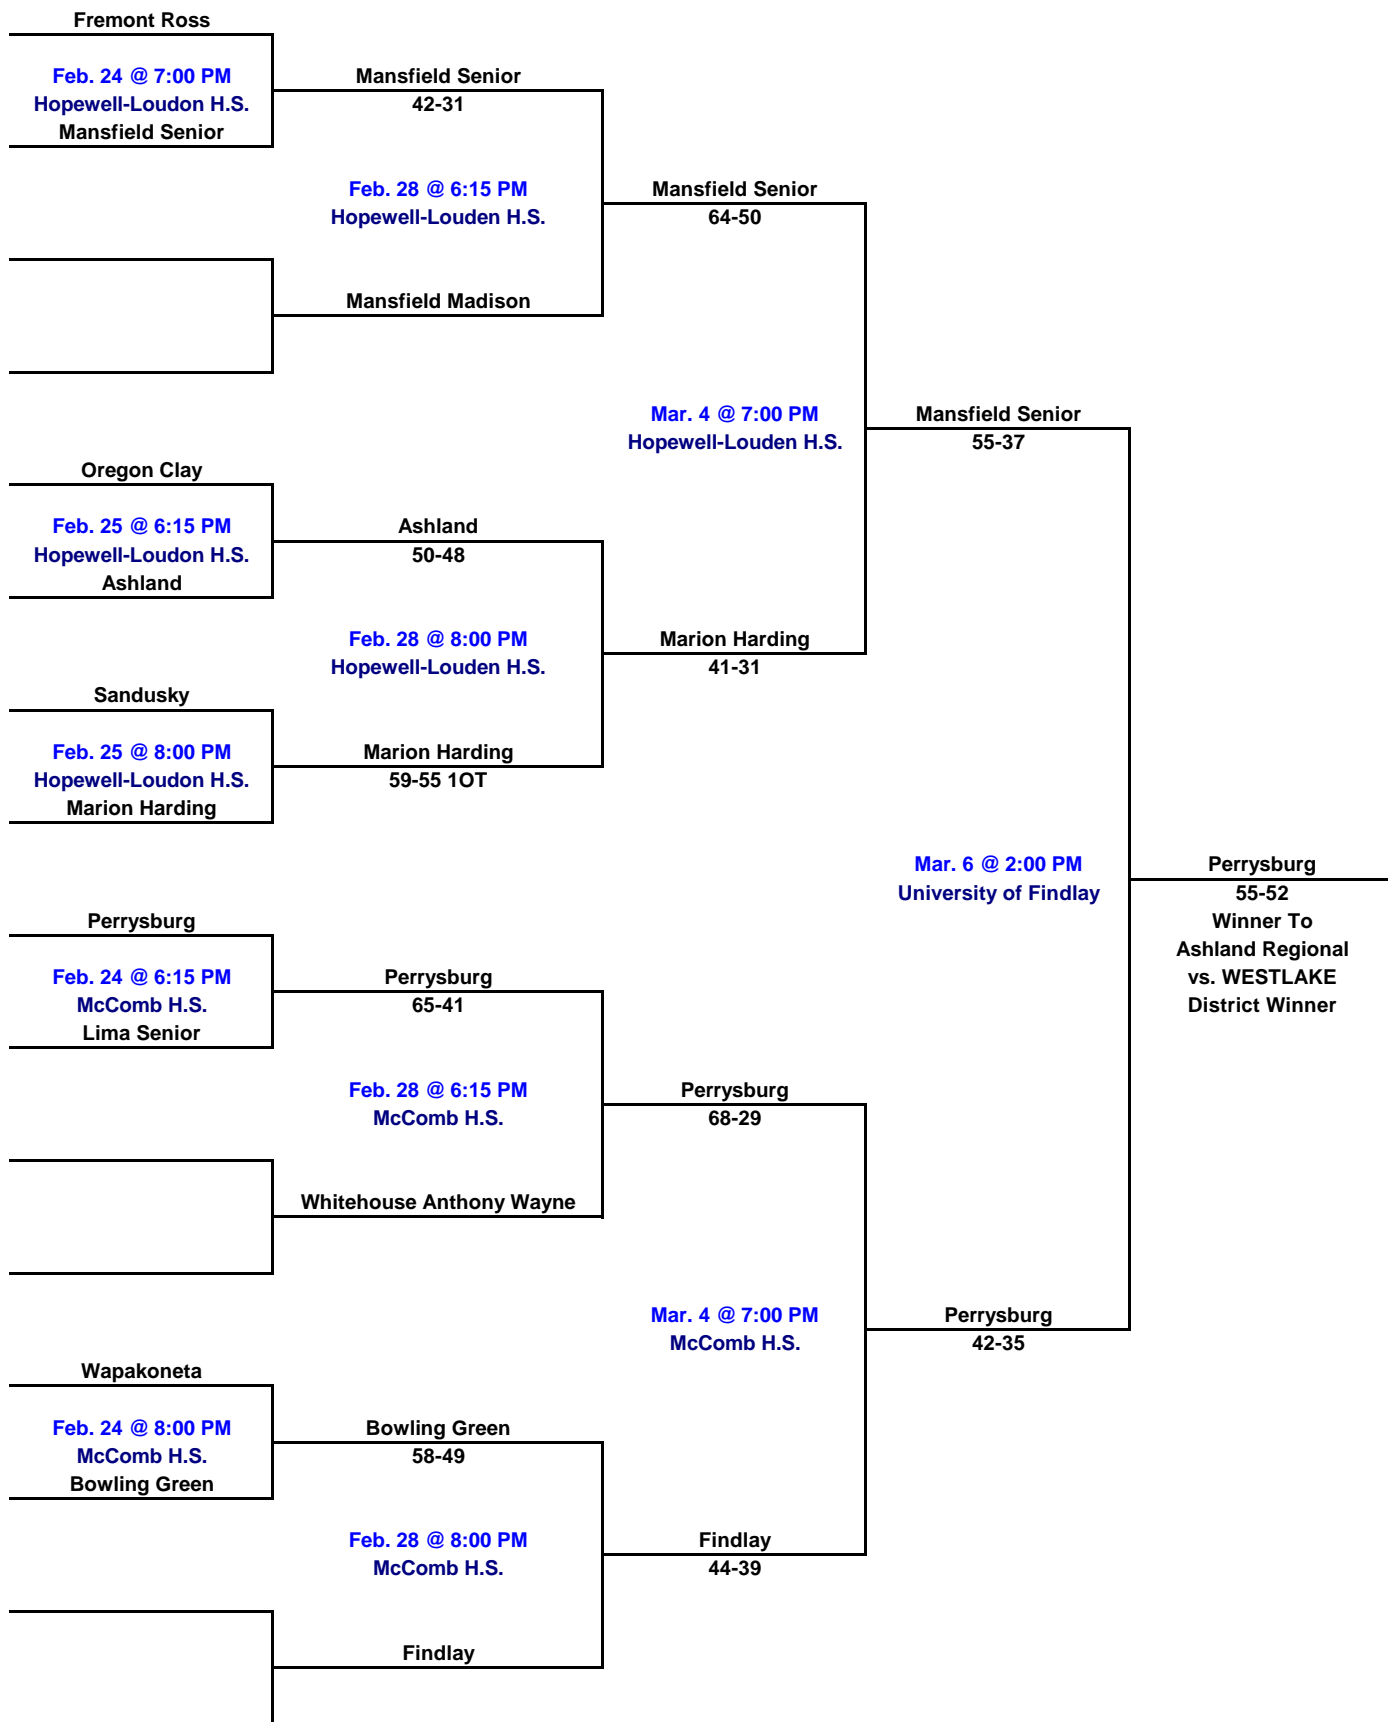 Fremont Ross
Feb. 24 @ 7:00 PM
Hopewell-Loudon H.S.
Mansfield Senior
Mansfield Senior
42-31
Feb. 28 @ 6:15 PM
Hopewell-Louden H.S.
Mansfield Madison
Mansfield Senior
64-50
Mar. 4 @ 7:00 PM
Hopewell-Louden H.S.
Mansfield Senior
55-37
Oregon Clay
Feb. 25 @ 6:15 PM
Hopewell-Loudon H.S.
Ashland
Ashland
50-48
Feb. 28 @ 8:00 PM
Hopewell-Louden H.S.
Marion Harding
41-31
Sandusky
Feb. 25 @ 8:00 PM
Hopewell-Loudon H.S.
Marion Harding
Marion Harding
59-55 1OT
Mar. 6 @ 2:00 PM
University of Findlay
Perrysburg
55-52
Winner To
Ashland Regional
vs. WESTLAKE
District Winner
Perrysburg
Feb. 24 @ 6:15 PM
McComb H.S.
Lima Senior
Perrysburg
65-41
Feb. 28 @ 6:15 PM
McComb H.S.
Whitehouse Anthony Wayne
Perrysburg
68-29
Mar. 4 @ 7:00 PM
McComb H.S.
Perrysburg
42-35
Wapakoneta
Feb. 24 @ 8:00 PM
McComb H.S.
Bowling Green
Bowling Green
58-49
Feb. 28 @ 8:00 PM
McComb H.S.
Findlay
44-39
Findlay